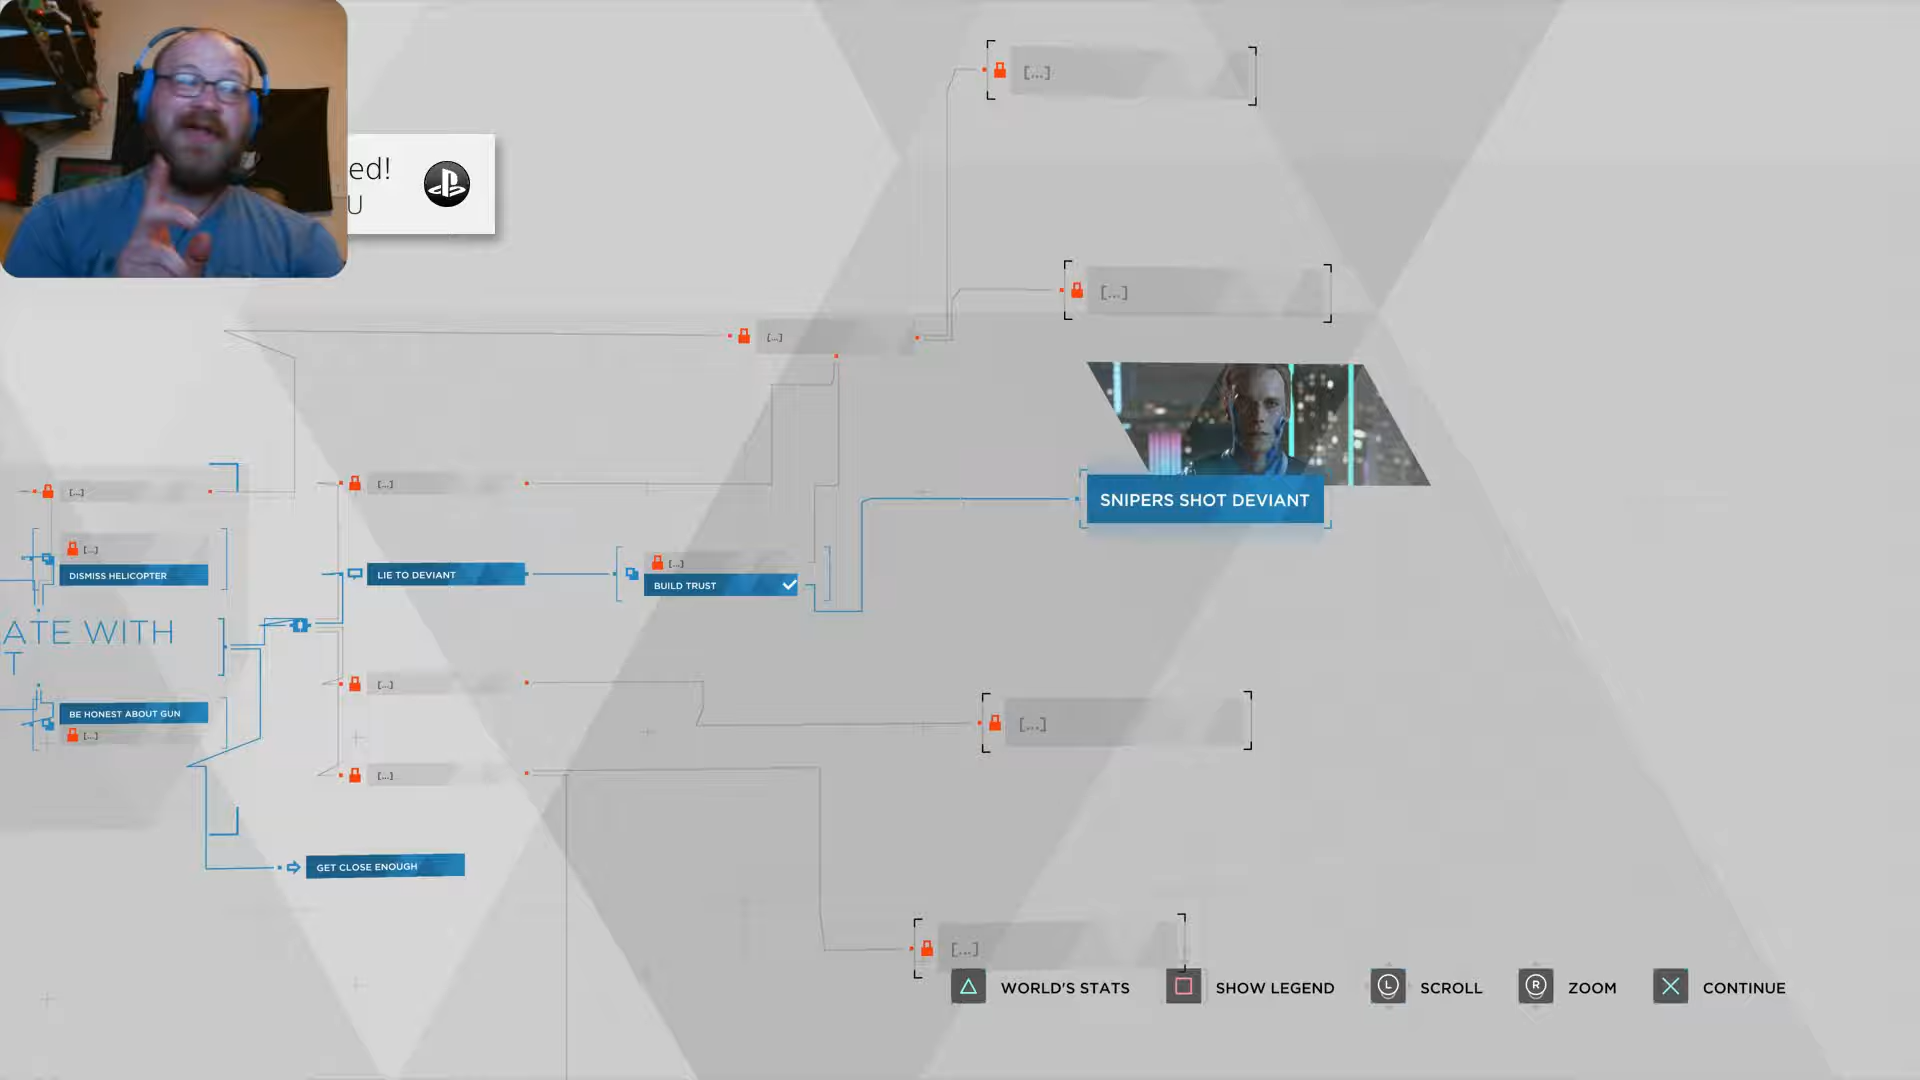 [...]
ed!
U
[...]
[...]
[...]
[...]
[...]
SNIPERS SHOT DEVIANT
[...]
DISMISS HELICOPTER
LIE TO DEVIANT
[...]
BUILD TRUST
ATE WITH
T
[...]
BE HONEST ABOUT GUN
[...]
[...]
[...]
GET CLOSE ENOUGH
[...]
WORLD'S STATS
SHOW LEGEND
L
SCROLL
R
ZOOM
CONTINUE